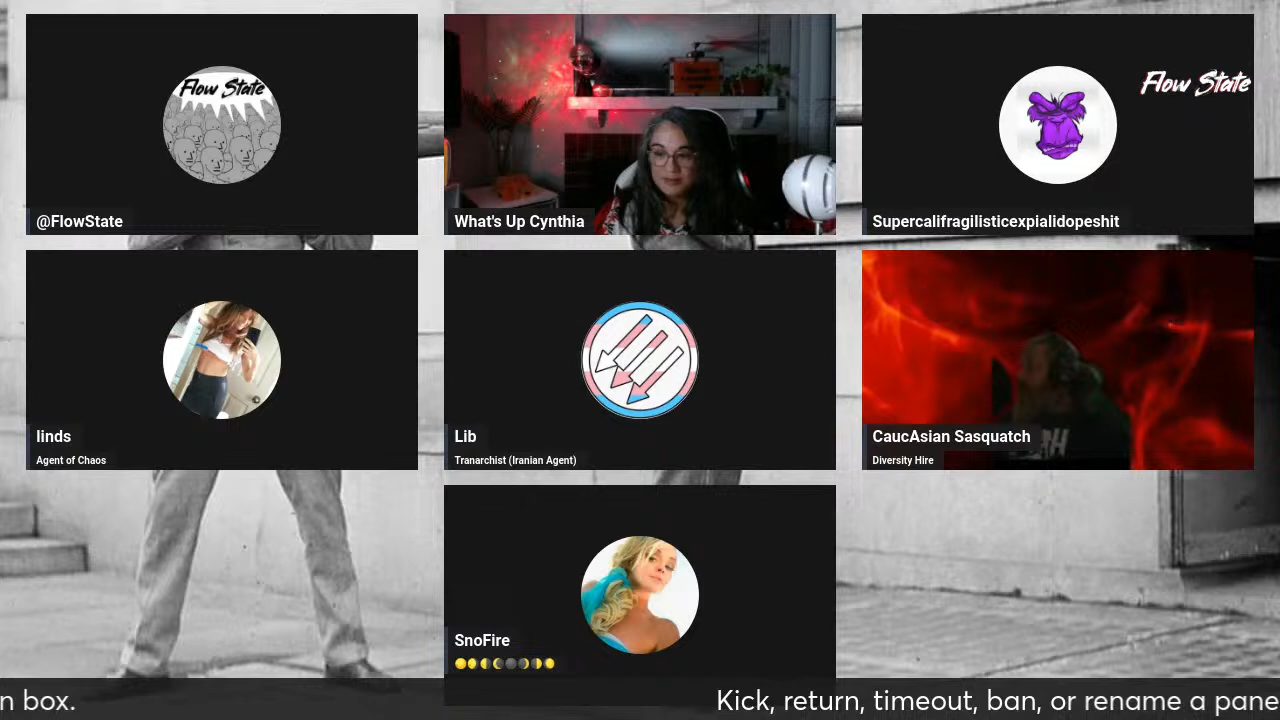 Flow State
@FlowState
What's Up Cynthia
Flow State
Supercalifragilisticexpialidopeshit
linds
Agent of Chaos
Lib
Tranarchist (Iranian Agent)
CaucAsian Sasquatch
Diversity Hire
SnoFire
n box.
Kick, return, timeout, ban, or rename a pane